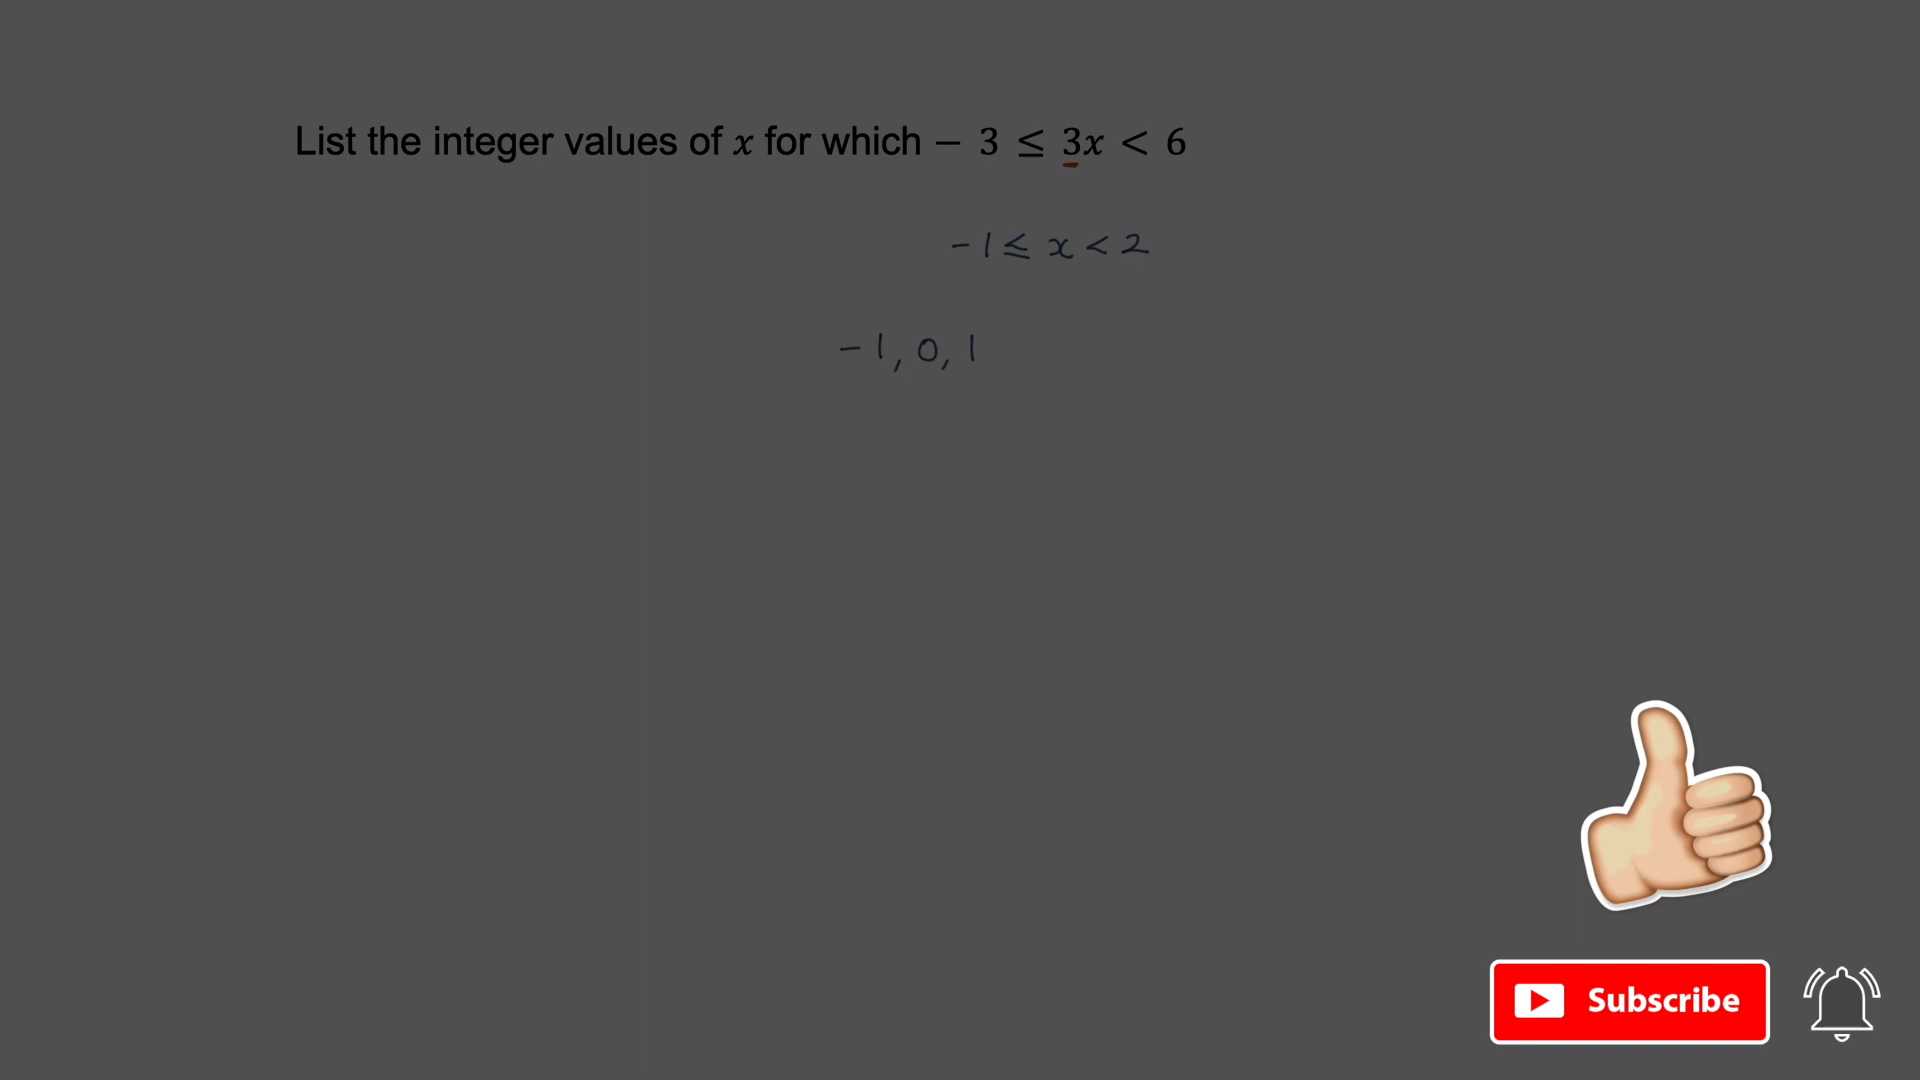 List the integer values of x for which − 3 ≤ 3x < 6
-1 ≤ x < 2
-1, 0, 1
Subscribe